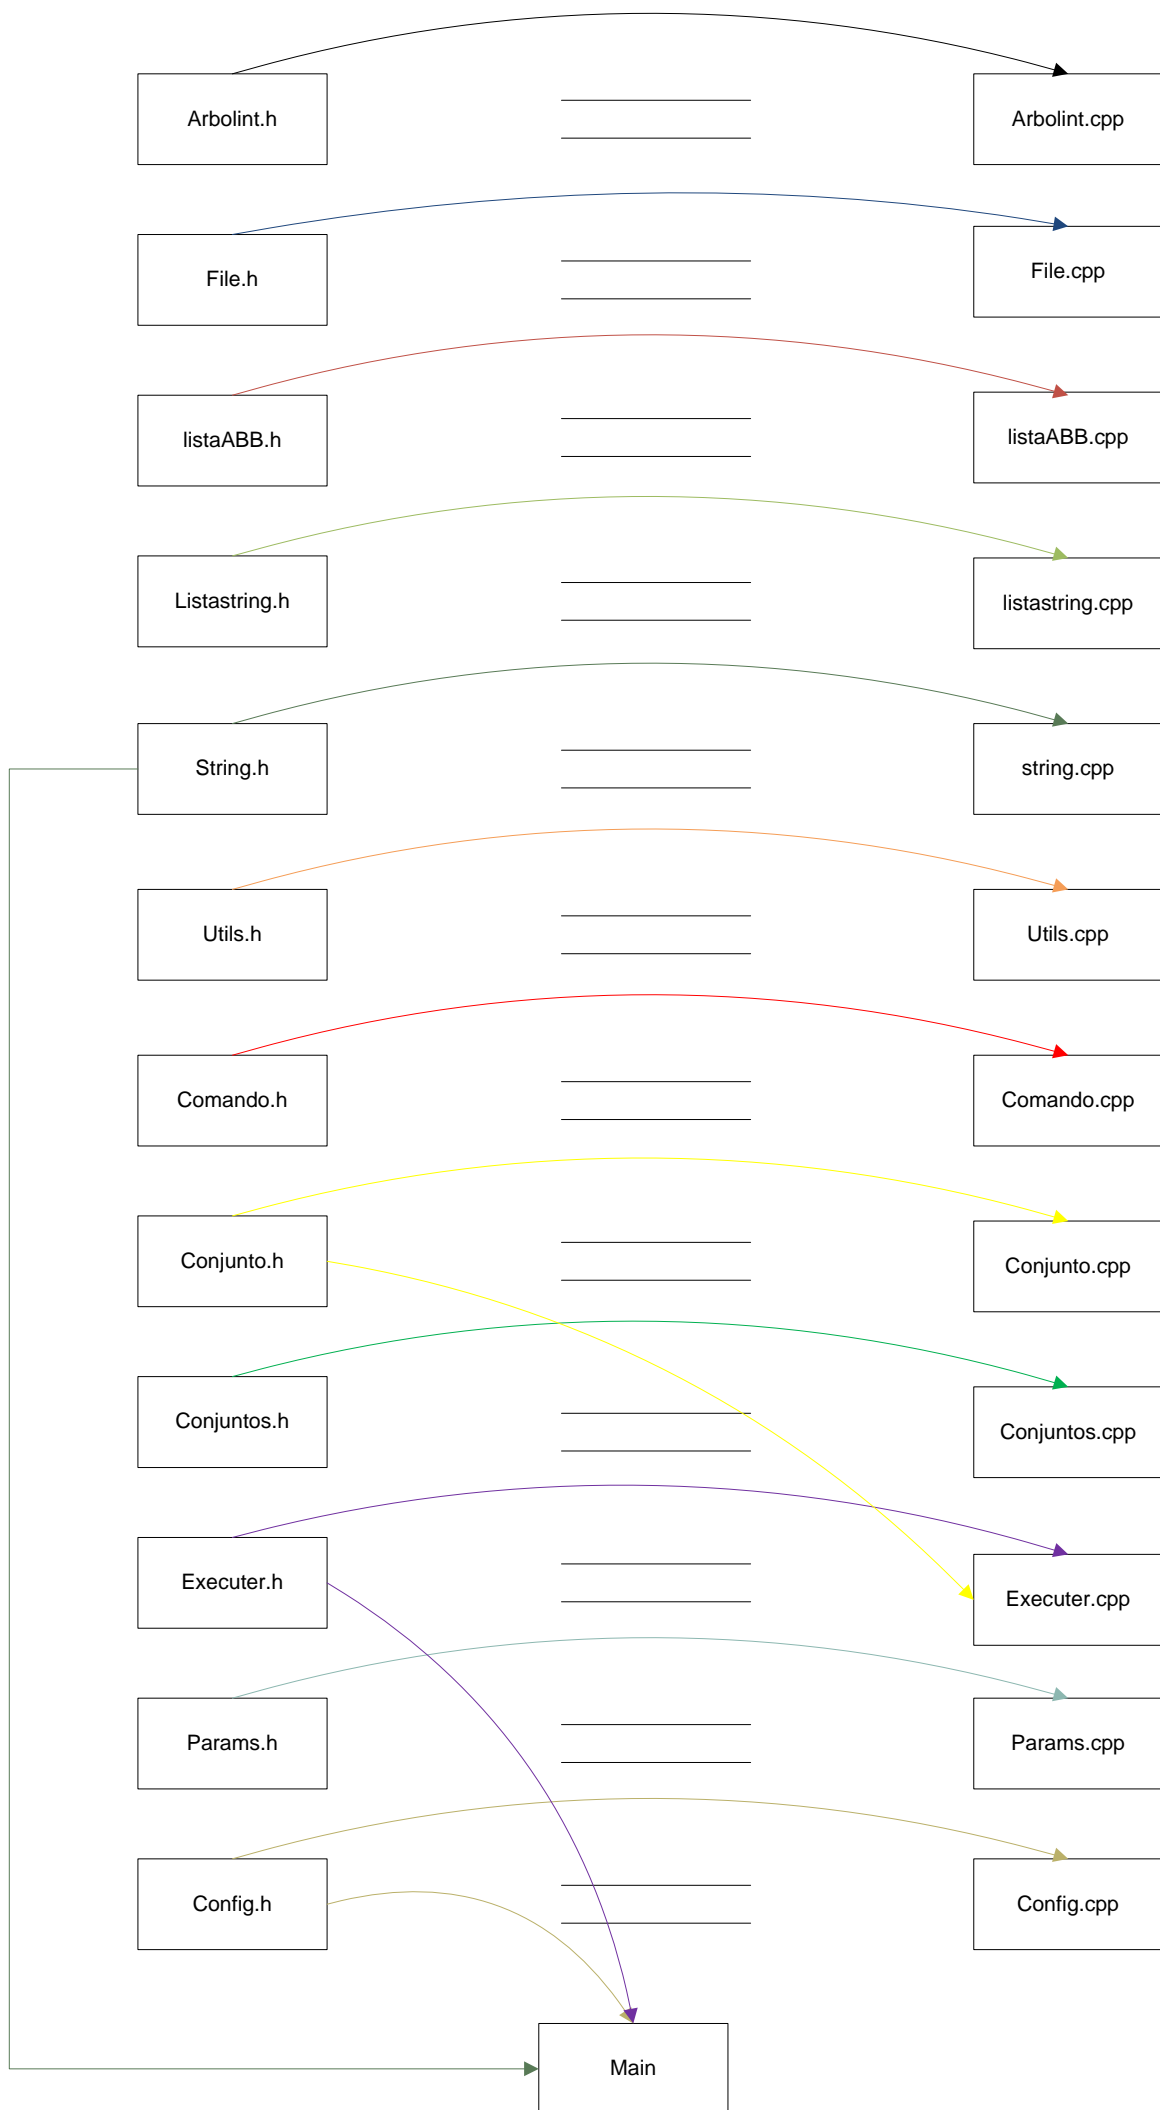 Arbolint.h
Arbolint.cpp
File.h
File.cpp
listaABB.h
listaABB.cpp
Listastring.h
listastring.cpp
String.h
string.cpp
Utils.h
Utils.cpp
Comando.h
Comando.cpp
Conjunto.h
Conjunto.cpp
Conjuntos.h
Conjuntos.cpp
Executer.h
Executer.cpp
Params.h
Params.cpp
Config.h
Config.cpp
Main